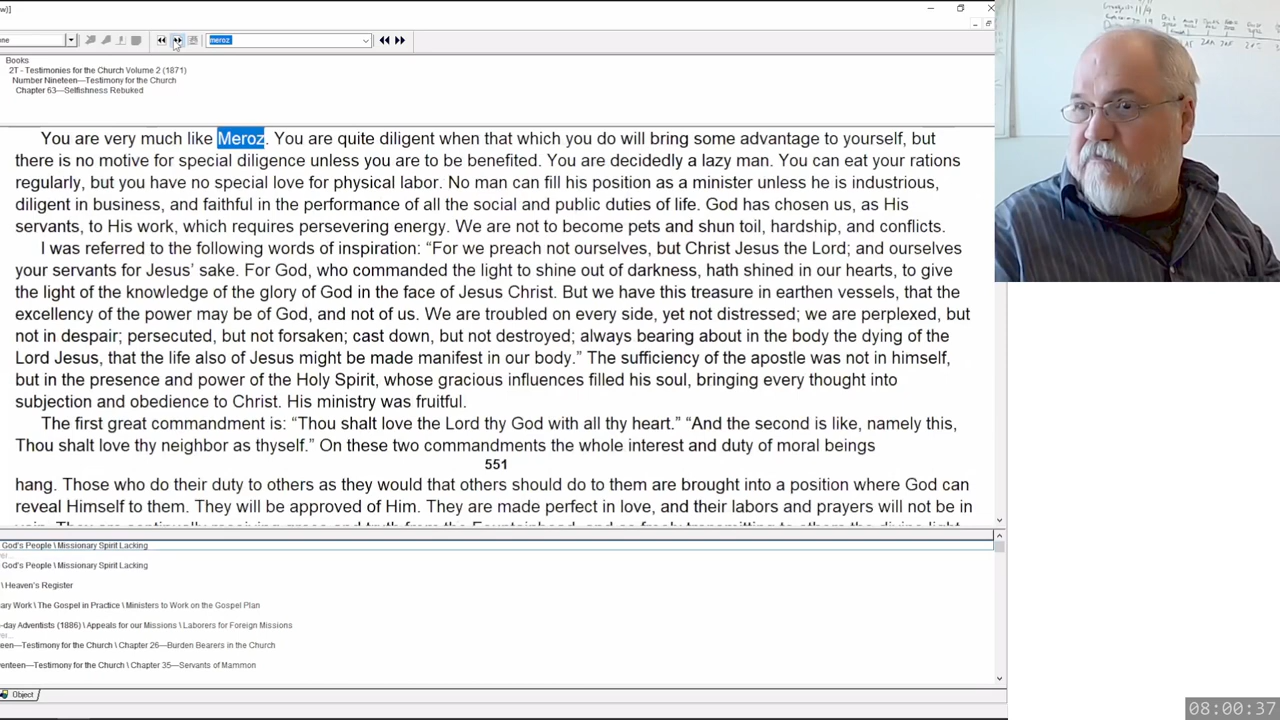 w)]
one
meroz
Books
2T - Testimonies for the Church Volume 2 (1871)
Number Nineteen—Testimony for the Church
Chapter 63—Selfishness Rebuked
You are very much like Meroz. You are quite diligent when that which you do will bring some advantage to yourself, but
there is no motive for special diligence unless you are to be benefited. You are decidedly a lazy man. You can eat your rations
regularly, but you have no special love for physical labor. No man can fill his position as a minister unless he is industrious,
diligent in business, and faithful in the performance of all the social and public duties of life. God has chosen us, as His
servants, to His work, which requires persevering energy. We are not to become pets and shun toil, hardship, and conflicts.
I was referred to the following words of inspiration: “For we preach not ourselves, but Christ Jesus the Lord; and ourselves
your servants for Jesus’ sake. For God, who commanded the light to shine out of darkness, hath shined in our hearts, to give
the light of the knowledge of the glory of God in the face of Jesus Christ. But we have this treasure in earthen vessels, that the
excellency of the power may be of God, and not of us. We are troubled on every side, yet not distressed; we are perplexed, but
not in despair; persecuted, but not forsaken; cast down, but not destroyed; always bearing about in the body the dying of the
Lord Jesus, that the life also of Jesus might be made manifest in our body.” The sufficiency of the apostle was not in himself,
but in the presence and power of the Holy Spirit, whose gracious influences filled his soul, bringing every thought into
subjection and obedience to Christ. His ministry was fruitful.
The first great commandment is: “Thou shalt love the Lord thy God with all thy heart.” “And the second is like, namely this,
Thou shalt love thy neighbor as thyself.” On these two commandments the whole interest and duty of moral beings
551
hang. Those who do their duty to others as they would that others should do to them are brought into a position where God can
reveal Himself to them. They will be approved of Him. They are made perfect in love, and their labors and prayers will not be in
God's People \ Missionary Spirit Lacking
God's People \ Missionary Spirit Lacking
\ Heaven's Register
ary Work \ The Gospel in Practice \ Ministers to Work on the Gospel Plan
-day Adventists (1886) \ Appeals for our Missions \ Laborers for Foreign Missions
een—Testimony for the Church \ Chapter 26—Burden Bearers in the Church
venteen—Testimony for the Church \ Chapter 35—Servants of Mammon
Object
08:00:37